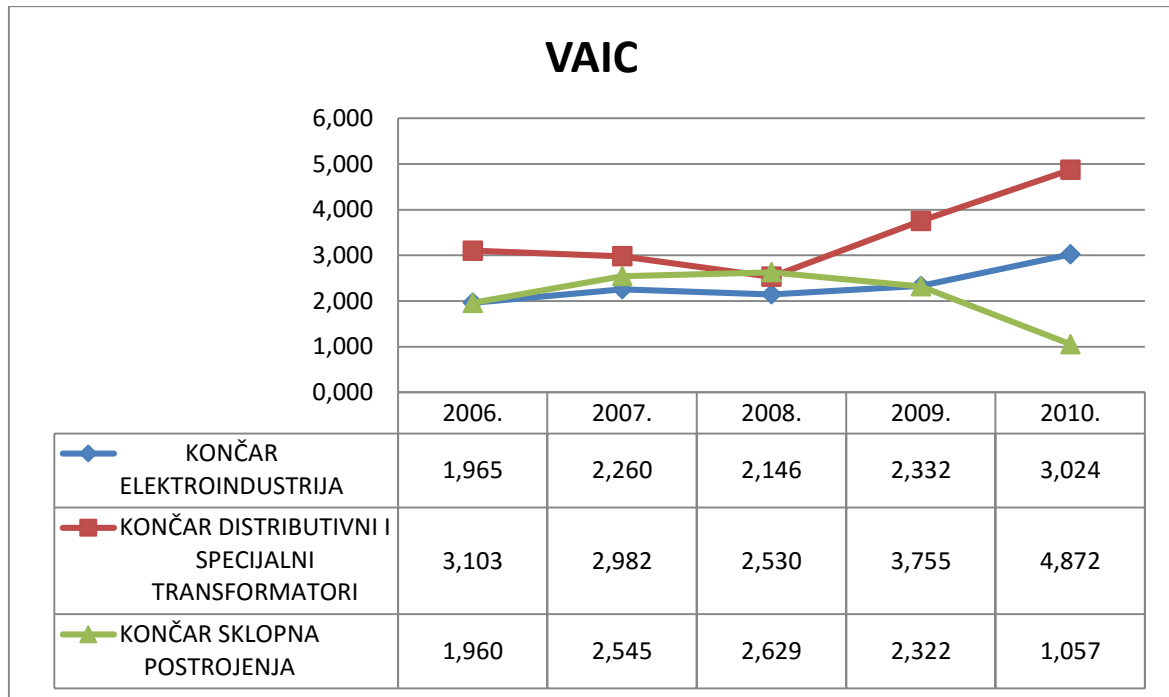 VAIC
6,000
5,000
4,000
3,000
2,000
1,000
0,000
2006. 2007. 2008. 2009. 2010.
KONČAR
ELEKTROINDUSTRIJA
1,965 2,260 2,146 2,332 3,024
KONČAR DISTRIBUTIVNI I
SPECIJALNI
TRANSFORMATORI
3,103 2,982 2,530 3,755 4,872
KONČAR SKLOPNA
POSTROJENJA
1,960 2,545 2,629 2,322 1,057